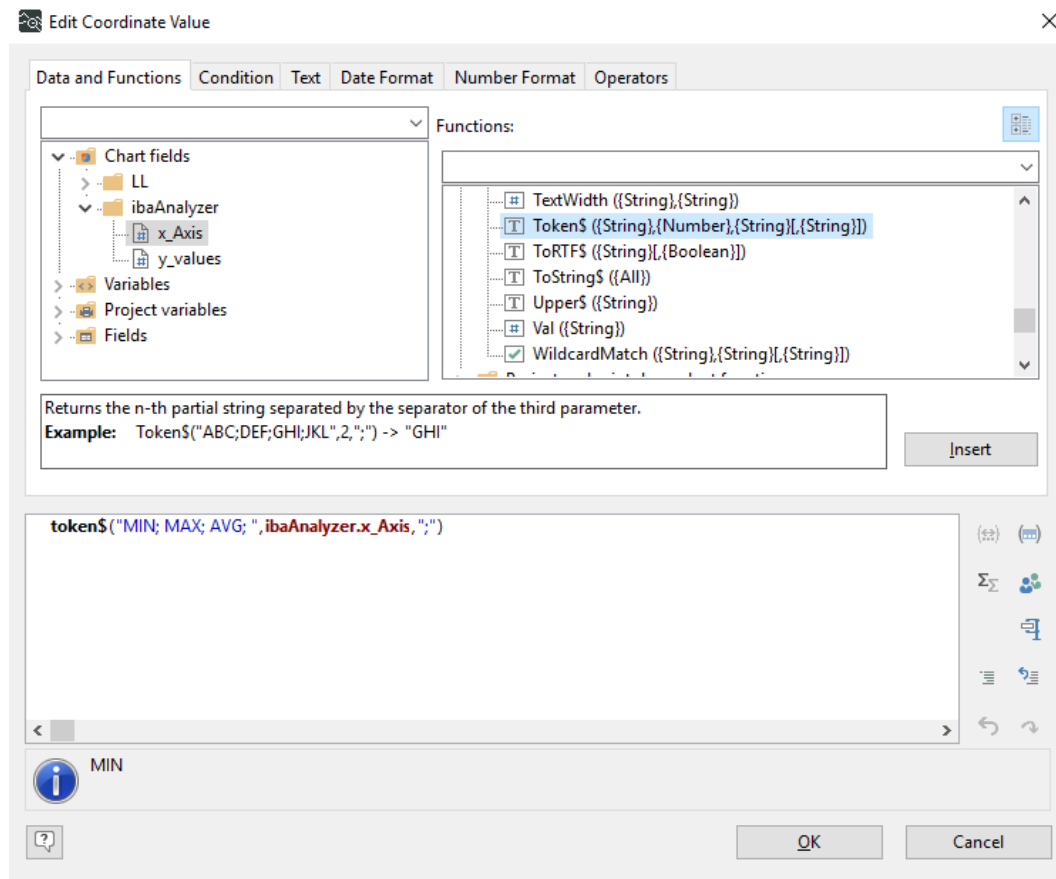 Edit Coordinate Value
Data and Functions Condition Text Date Format Number Format Operators
Functions:
Chart fields
LL
ibaAnalyzer
x_Axis
y_values
Variables
Project variables
Fields
TextWidth ({String},{String})
Token$ ({String},{Number},{String}[,{String}])
ToRTF$ ({String}[,{Boolean}])
ToString$ ({All})
Upper$ ({String})
Val ({String})
WildcardMatch ({String},{String}[,{String}])
Returns the n-th partial string separated by the separator of the third parameter.
Example: Token$("ABC;DEF;GHI;JKL",2,";") -> "GHI"
Insert
token$("MIN; MAX; AVG; ",ibaAnalyzer.x_Axis,";")
MIN
OK Cancel